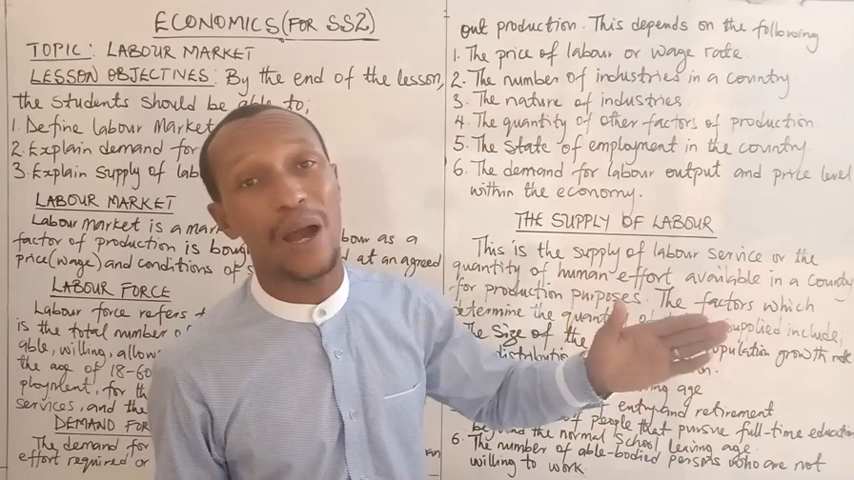 ECONOMICS (FOR SS2)
TOPIC: LABOUR MARKET
LESSON OBJECTIVES: By the end of the lesson,
the students should be able to;
1. Define labour market
2. Explain demand for
3. Explain supply of lab
LABOUR MARKET
Labour market is a mar
factor of production is boug bour as a
price(wage) and conditions of s d at an agreed
LABOUR FORCE
Labour force refers t
is the total number of
able, willing, allow
the age of 18-60
ployment, for th
services, and the
DEMAND FOR
The demand for
effort required or
out production. This depends on the following
1. The price of labour or wage rate.
2. The number of industries in a country
3. The nature of industries
4. The quantity of other factors of production
5. The state of employment in the country
6. The demand for labour output and price level
within the economy.
THE SUPPLY OF LABOUR
This is the supply of labour service or the
quantity of human effort available in a country
for production purposes. The factors which
determine the quanti supplied include;
The size of the opulation growth rate
distributi on.
ing age
entry and retirement
of people that pursue full-time education
beyond the normal school leaving age
6. The number of able-bodied persons who are not
willing to work.